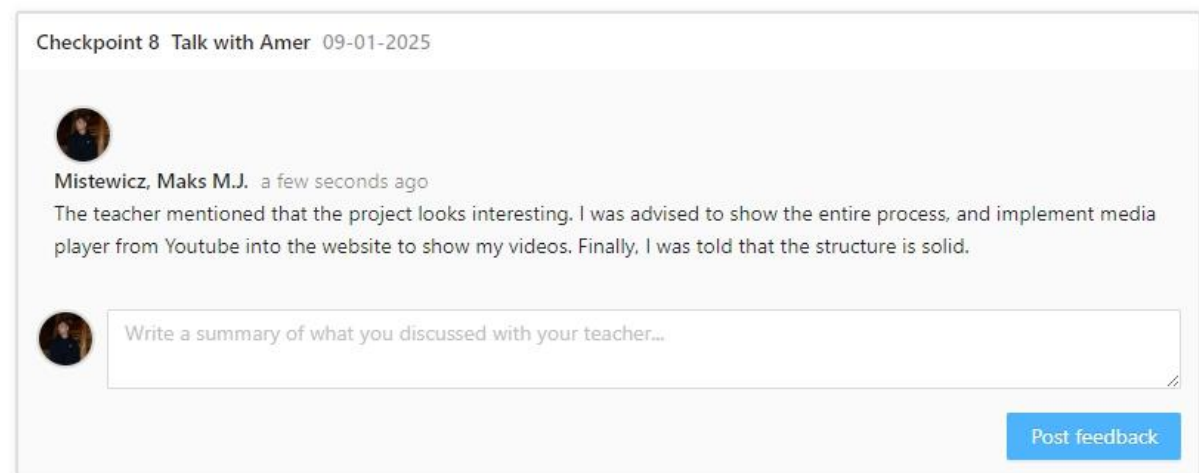 Checkpoint 8 Talk with Amer 09-01-2025
Mistewicz, Maks M.J. a few seconds ago
The teacher mentioned that the project looks interesting. I was advised to show the entire process, and implement media
player from Youtube into the website to show my videos. Finally, I was told that the structure is solid.
Write a summary of what you discussed with your teacher...
Post feedback